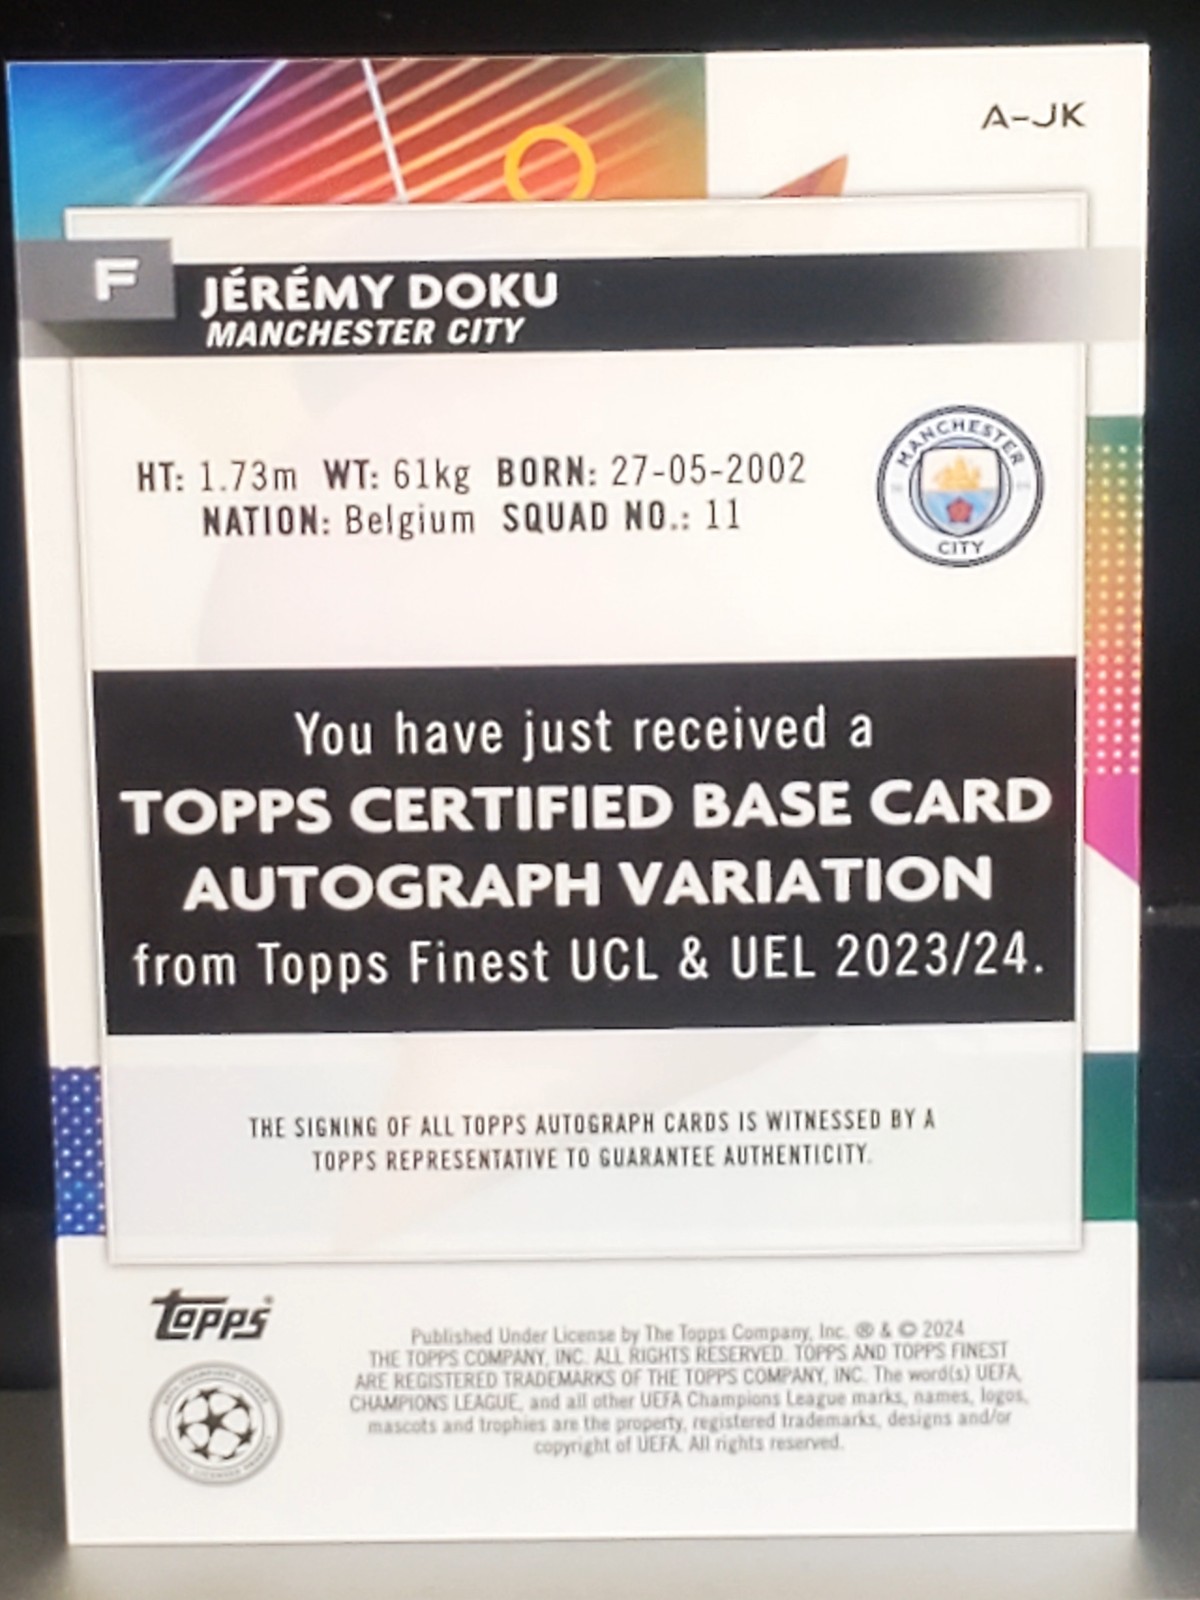 A-JK
F
JÉRÉMY DOKU
MANCHESTER CITY
HT: 1.73m WT: 61kg BORN: 27-05-2002
NATION: Belgium SQUAD NO.: 11
MANCHESTER
CITY
You have just received a
TOPPS CERTIFIED BASE CARD
AUTOGRAPH VARIATION
from Topps Finest UCL & UEL 2023/24.
THE SIGNING OF ALL TOPPS AUTOGRAPH CARDS IS WITNESSED BY A
TOPPS REPRESENTATIVE TO GUARANTEE AUTHENTICITY.
Topps®
Published Under License by The Topps Company, Inc. ® & © 2024
THE TOPPS COMPANY, INC. ALL RIGHTS RESERVED. TOPPS AND TOPPS FINEST
ARE REGISTERED TRADEMARKS OF THE TOPPS COMPANY, INC. The word(s) UEFA,
CHAMPIONS LEAGUE, and all other UEFA Champions League marks, names, logos,
mascots and trophies are the property, registered trademarks, designs and/or
copyright of UEFA. All rights reserved.